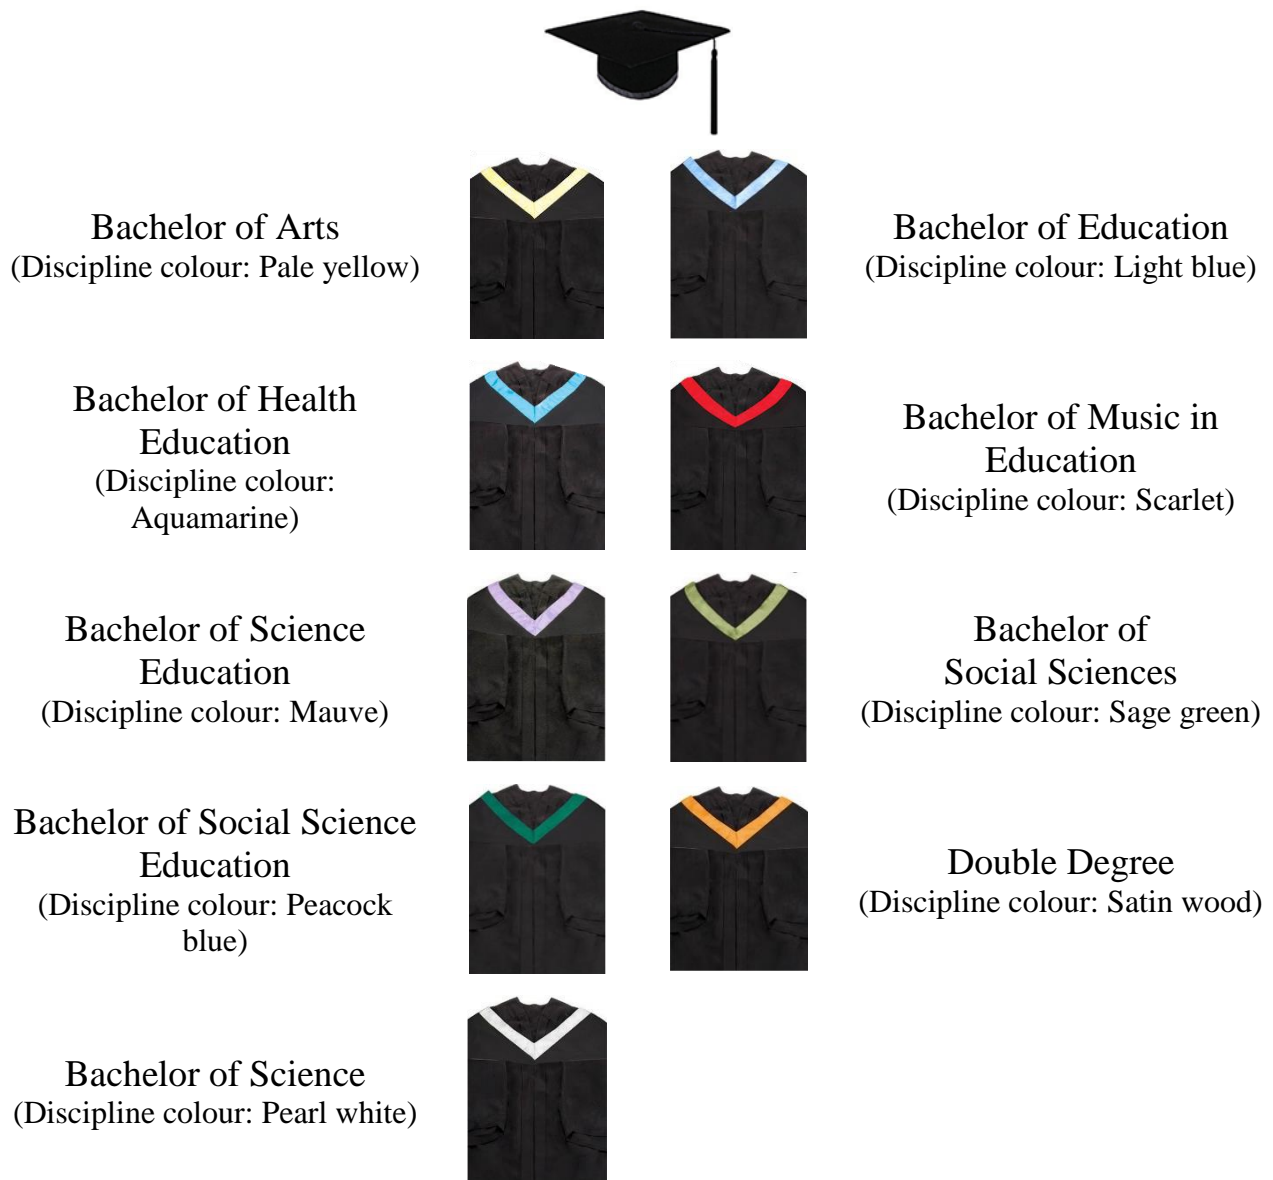 Bachelor of Arts
(Discipline colour: Pale yellow)
Bachelor of Education
(Discipline colour: Light blue)
Bachelor of Health
Education
(Discipline colour:
Aquamarine)
Bachelor of Music in
Education
(Discipline colour: Scarlet)
Bachelor of Science
Education
(Discipline colour: Mauve)
Bachelor of
Social Sciences
(Discipline colour: Sage green)
Bachelor of Social Science
Education
(Discipline colour: Peacock
blue)
Double Degree
(Discipline colour: Satin wood)
Bachelor of Science
(Discipline colour: Pearl white)